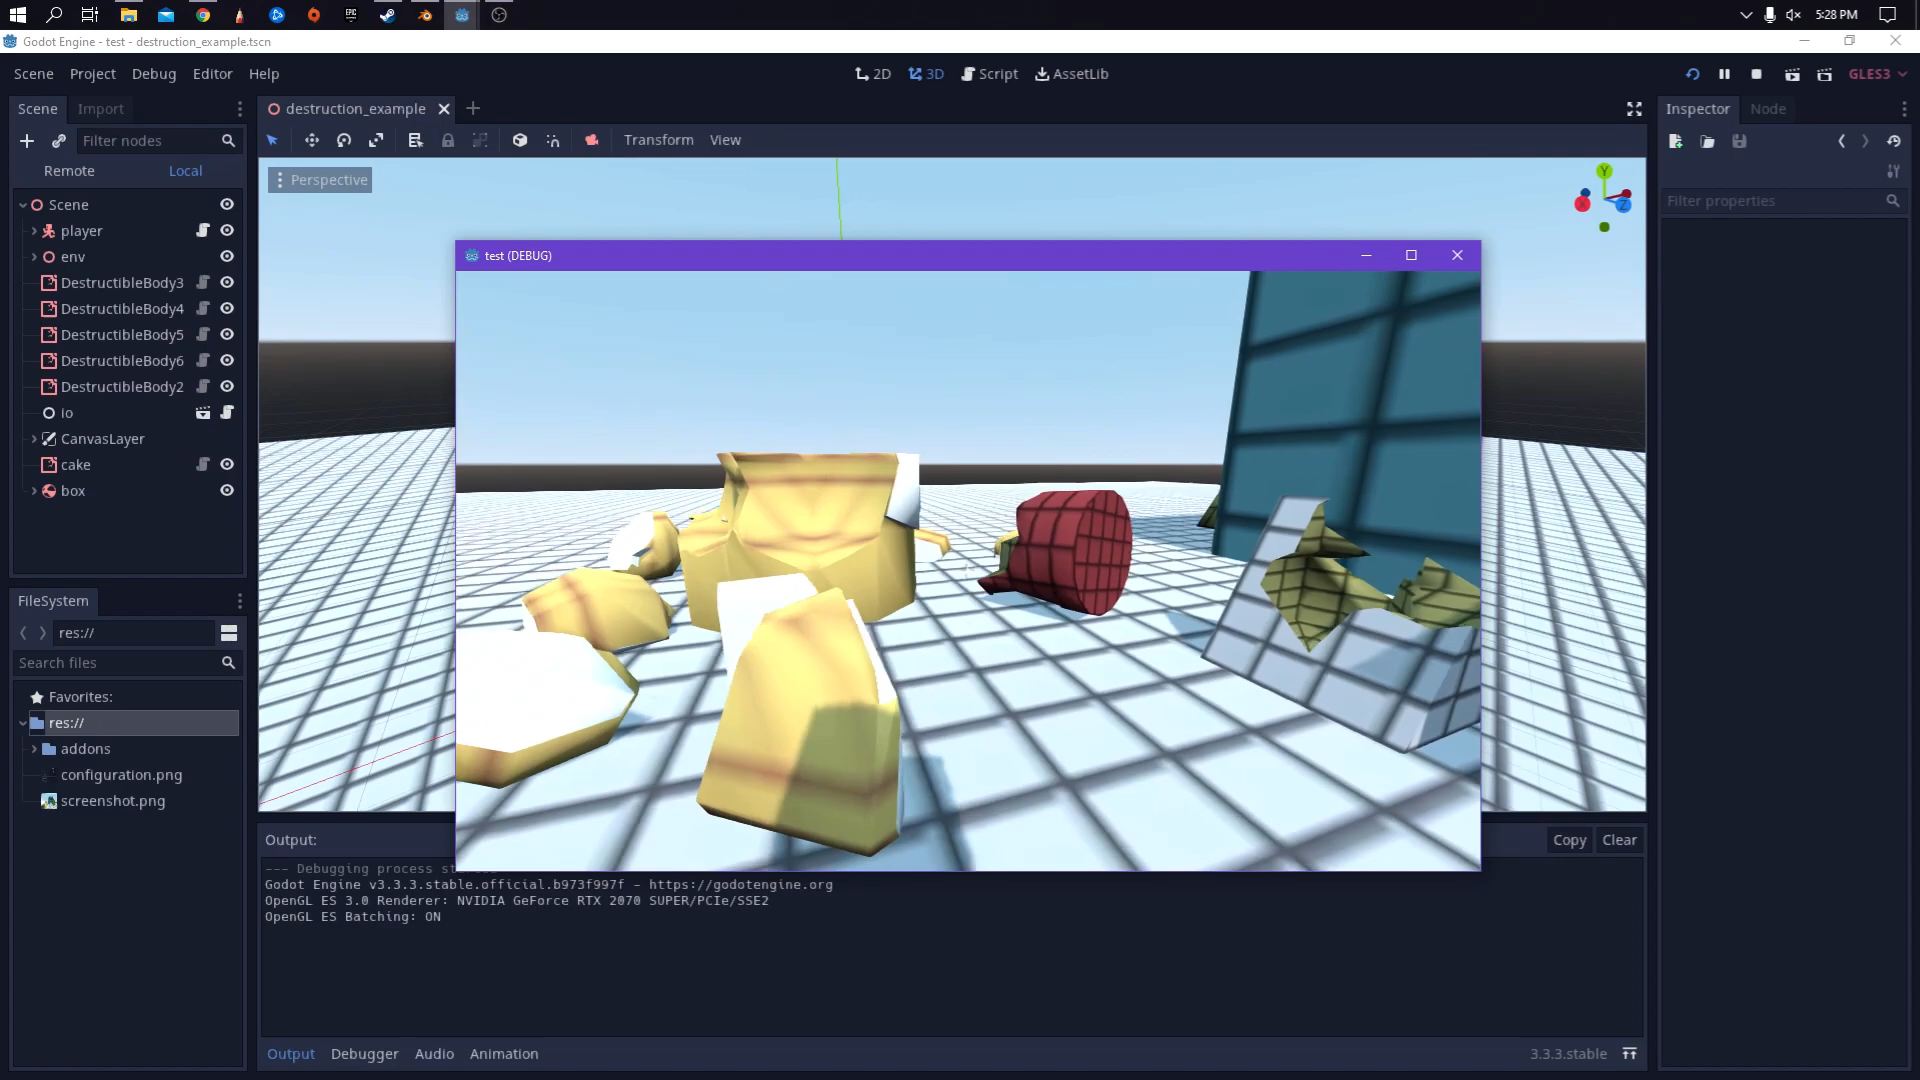 EPIC
5:28 PM
Godot Engine - test - destruction_example.tscn
Scene Project Debug Editor Help
2D 3D Script AssetLib
GLES3
Scene Import
destruction_example
Inspector Node
Filter nodes
Transform View
Remote Local
Perspective
Y
X
Z
Filter properties
Scene
player
env
DestructibleBody3
DestructibleBody4
DestructibleBody5
DestructibleBody6
DestructibleBody2
io
CanvasLayer
cake
box
test (DEBUG)
FileSystem
res://
Search files
Favorites:
res://
addons
configuration.png
screenshot.png
Output:
Copy Clear
--- Debugging process
Godot Engine v3.3.3.stable.official.b973f997f - https://godotengine.org
OpenGL ES 3.0 Renderer: NVIDIA GeForce RTX 2070 SUPER/PCIe/SSE2
OpenGL ES Batching: ON
Output Debugger Audio Animation
3.3.3.stable